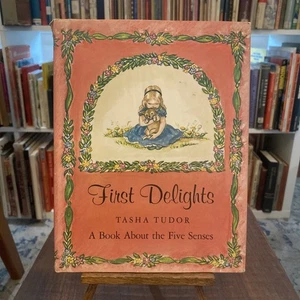 First Delights
TASHA TUDOR
A Book About the Five Senses